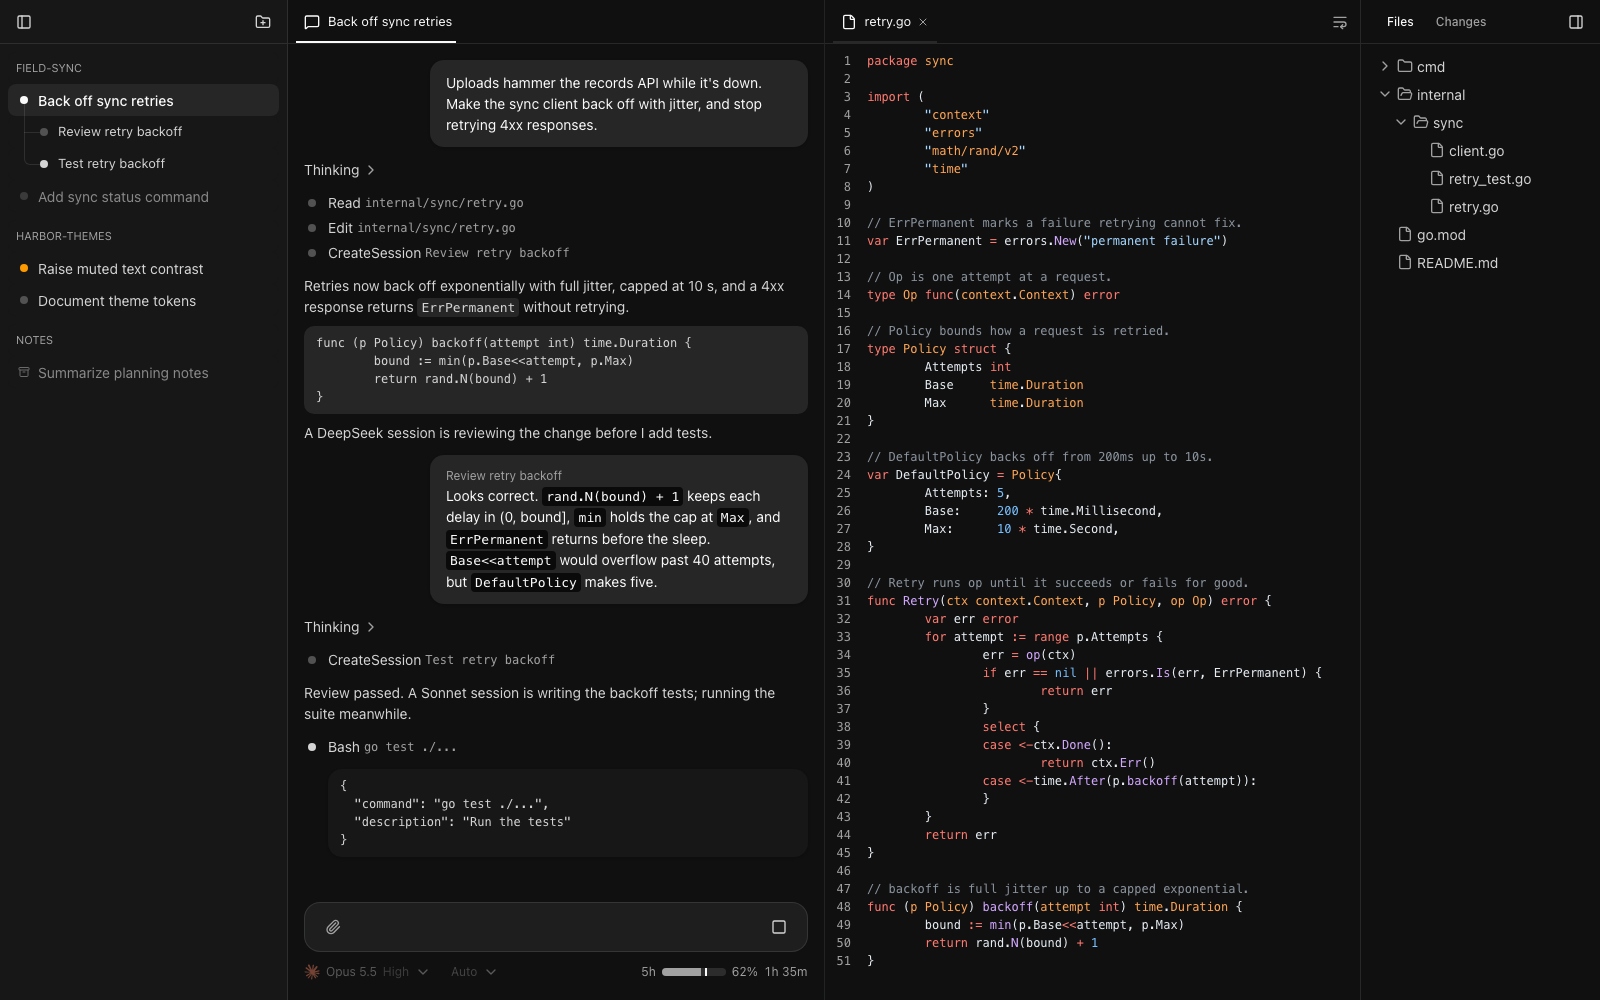 FIELD-SYNC
Back off sync retries
Review retry backoff
Test retry backoff
Add sync status command
HARBOR-THEMES
Raise muted text contrast
Document theme tokens
NOTES
Summarize planning notes
Back off sync retries
Uploads hammer the records API while it's down.
Make the sync client back off with jitter, and stop
retrying 4xx responses.
Thinking
Read internal/sync/retry.go
Edit internal/sync/retry.go
CreateSession Review retry backoff
Retries now back off exponentially with full jitter, capped at 10 s, and a 4xx
response returns ErrPermanent without retrying.
func (p Policy) backoff(attempt int) time.Duration {
bound := min(p.Base<<attempt, p.Max)
return rand.N(bound) + 1
}
A DeepSeek session is reviewing the change before I add tests.
Review retry backoff
Looks correct. rand.N(bound) + 1 keeps each
delay in (0, bound], min holds the cap at Max, and
ErrPermanent returns before the sleep.
Base<<attempt would overflow past 40 attempts,
but DefaultPolicy makes five.
Thinking
CreateSession Test retry backoff
Review passed. A Sonnet session is writing the backoff tests; running the
suite meanwhile.
Bash go test ./...
{
"command": "go test ./...",
"description": "Run the tests"
}
Opus 5.5 High
Auto
5h 62% 1h 35m
retry.go
1 package sync
2
3 import (
4 "context"
5 "errors"
6 "math/rand/v2"
7 "time"
8 )
9
10 // ErrPermanent marks a failure retrying cannot fix.
11 var ErrPermanent = errors.New("permanent failure")
12
13 // Op is one attempt at a request.
14 type Op func(context.Context) error
15
16 // Policy bounds how a request is retried.
17 type Policy struct {
18 Attempts int
19 Base time.Duration
20 Max time.Duration
21 }
22
23 // DefaultPolicy backs off from 200ms up to 10s.
24 var DefaultPolicy = Policy{
25 Attempts: 5,
26 Base: 200 * time.Millisecond,
27 Max: 10 * time.Second,
28 }
29
30 // Retry runs op until it succeeds or fails for good.
31 func Retry(ctx context.Context, p Policy, op Op) error {
32 var err error
33 for attempt := range p.Attempts {
34 err = op(ctx)
35 if err == nil || errors.Is(err, ErrPermanent) {
36 return err
37 }
38 select {
39 case <-ctx.Done():
40 return ctx.Err()
41 case <-time.After(p.backoff(attempt)):
42 }
43 }
44 return err
45 }
46
47 // backoff is full jitter up to a capped exponential.
48 func (p Policy) backoff(attempt int) time.Duration {
49 bound := min(p.Base<<attempt, p.Max)
50 return rand.N(bound) + 1
51 }
Files
Changes
cmd
internal
sync
client.go
retry_test.go
retry.go
go.mod
README.md